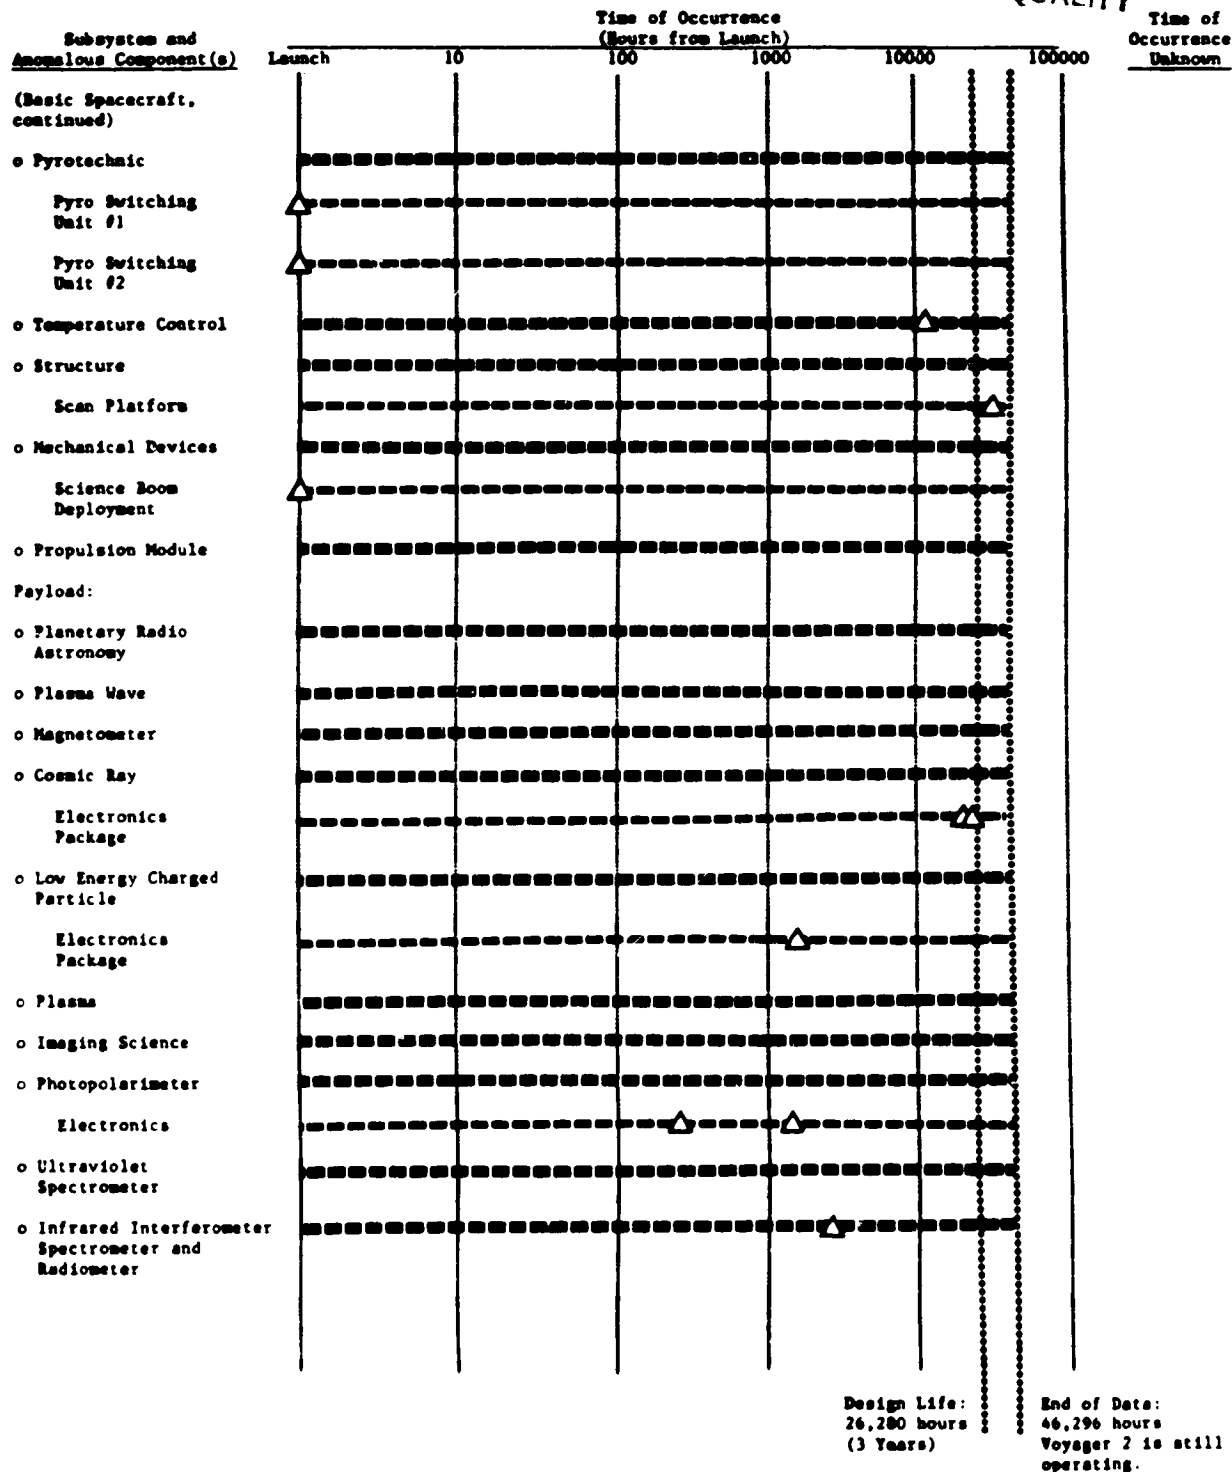 QUALITY
Time of Occurrence
(Hours from Launch)
Time of
Occurrence
Unknown
Subsystem and
Anomalous Component(s)
Launch 10 100 1000 10000 100000
(Basic Spacecraft,
continued)
o Pyrotechnic
Pyro Switching
Unit #1
Pyro Switching
Unit #2
o Temperature Control
o Structure
Scan Platform
o Mechanical Devices
Science Boom
Deployment
o Propulsion Module
Payload:
o Planetary Radio
Astronomy
o Plasma Wave
o Magnetometer
o Cosmic Ray
Electronics
Package
o Low Energy Charged
Particle
Electronics
Package
o Plasma
o Imaging Science
o Photopolarimeter
Electronics
o Ultraviolet
Spectrometer
o Infrared Interferometer
Spectrometer and
Radiometer
Design Life:
26,280 hours
(3 Years)
End of Data:
46,296 hours
Voyager 2 is still
operating.